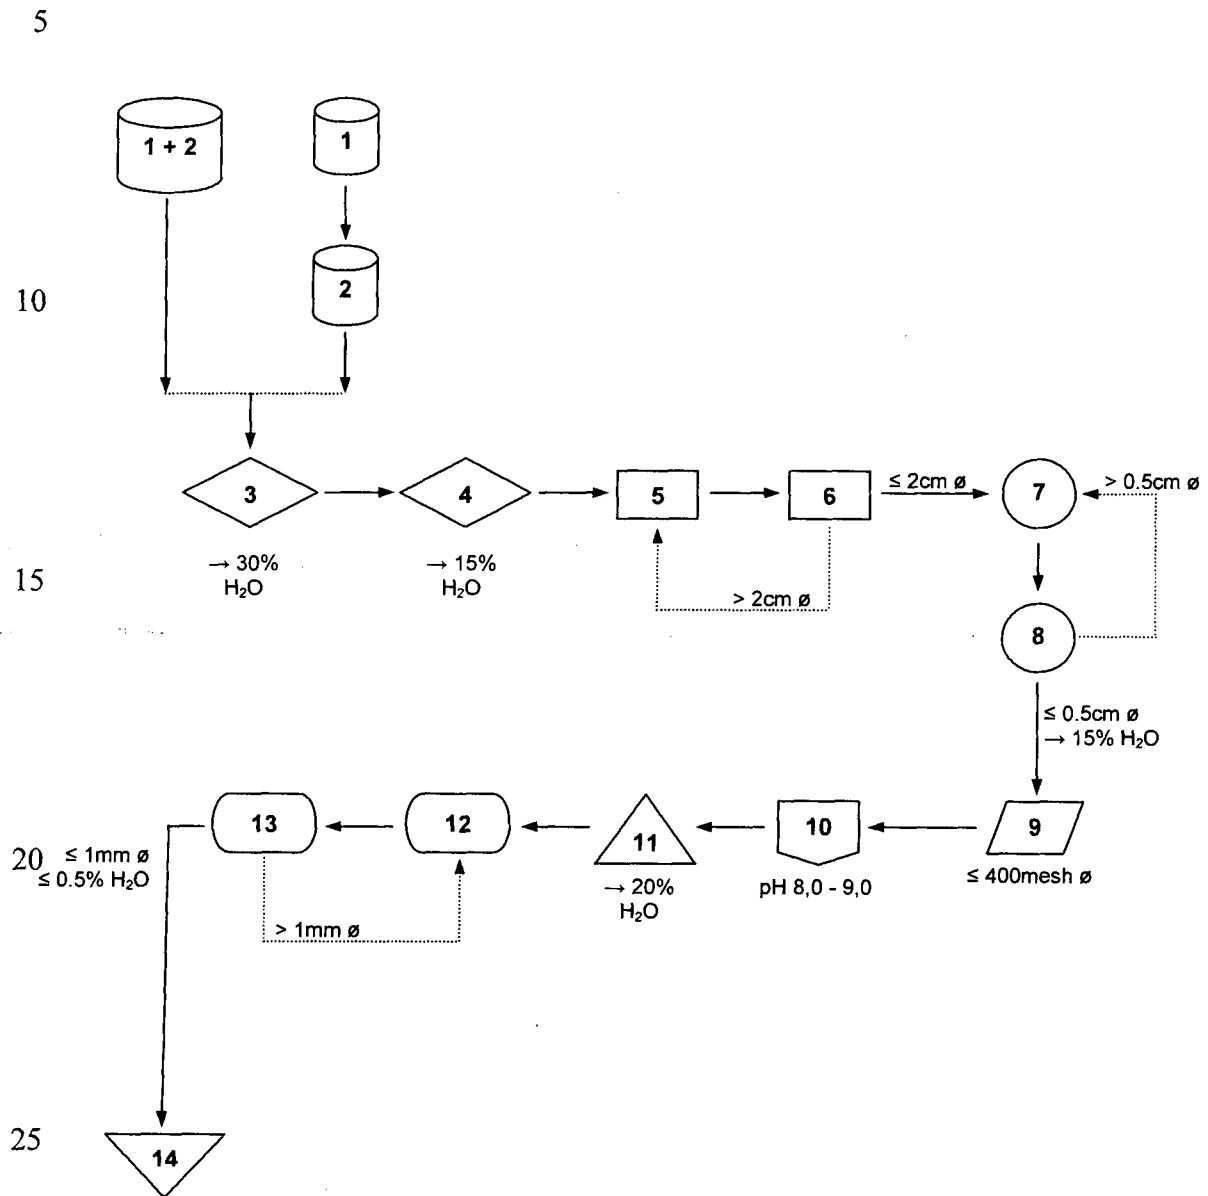 5
1 + 2
1
2
10
3
4
5
6
≤ 2cm ø
7
> 0.5cm ø
→ 30%
H₂O
→ 15%
H₂O
15
> 2cm ø
8
≤ 0.5cm ø
→ 15% H₂O
13
12
11
10
9
20
≤ 1mm ø
≤ 0.5% H₂O
→ 20%
H₂O
pH 8,0 - 9,0
≤ 400mesh ø
> 1mm ø
25
14